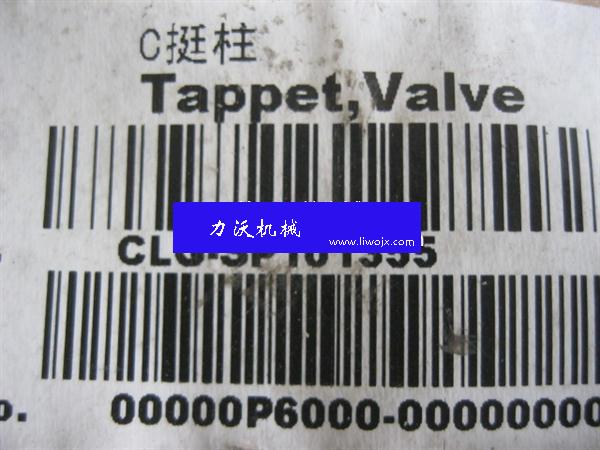 C挺柱
Tappet,Valve
力沃机械
www.liwojx.com
o.
00000P6000-00000000